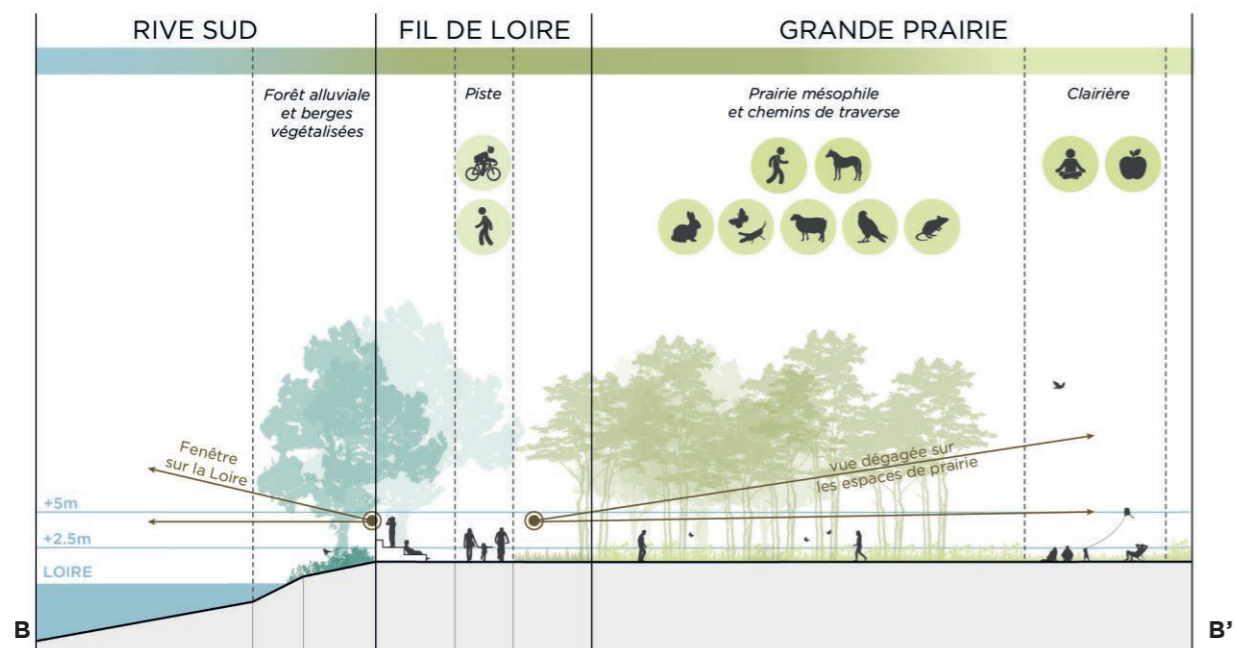 RIVE SUD
FIL DE LOIRE
GRANDE PRAIRIE
Forêt alluviale
et berges
végétalisées
Piste
Prairie mésophile
et chemins de traverse
Clairière
Fenêtre
sur la Loire
vue dégagée sur
les espaces de prairie
+5m
+2.5m
LOIRE
B
B'